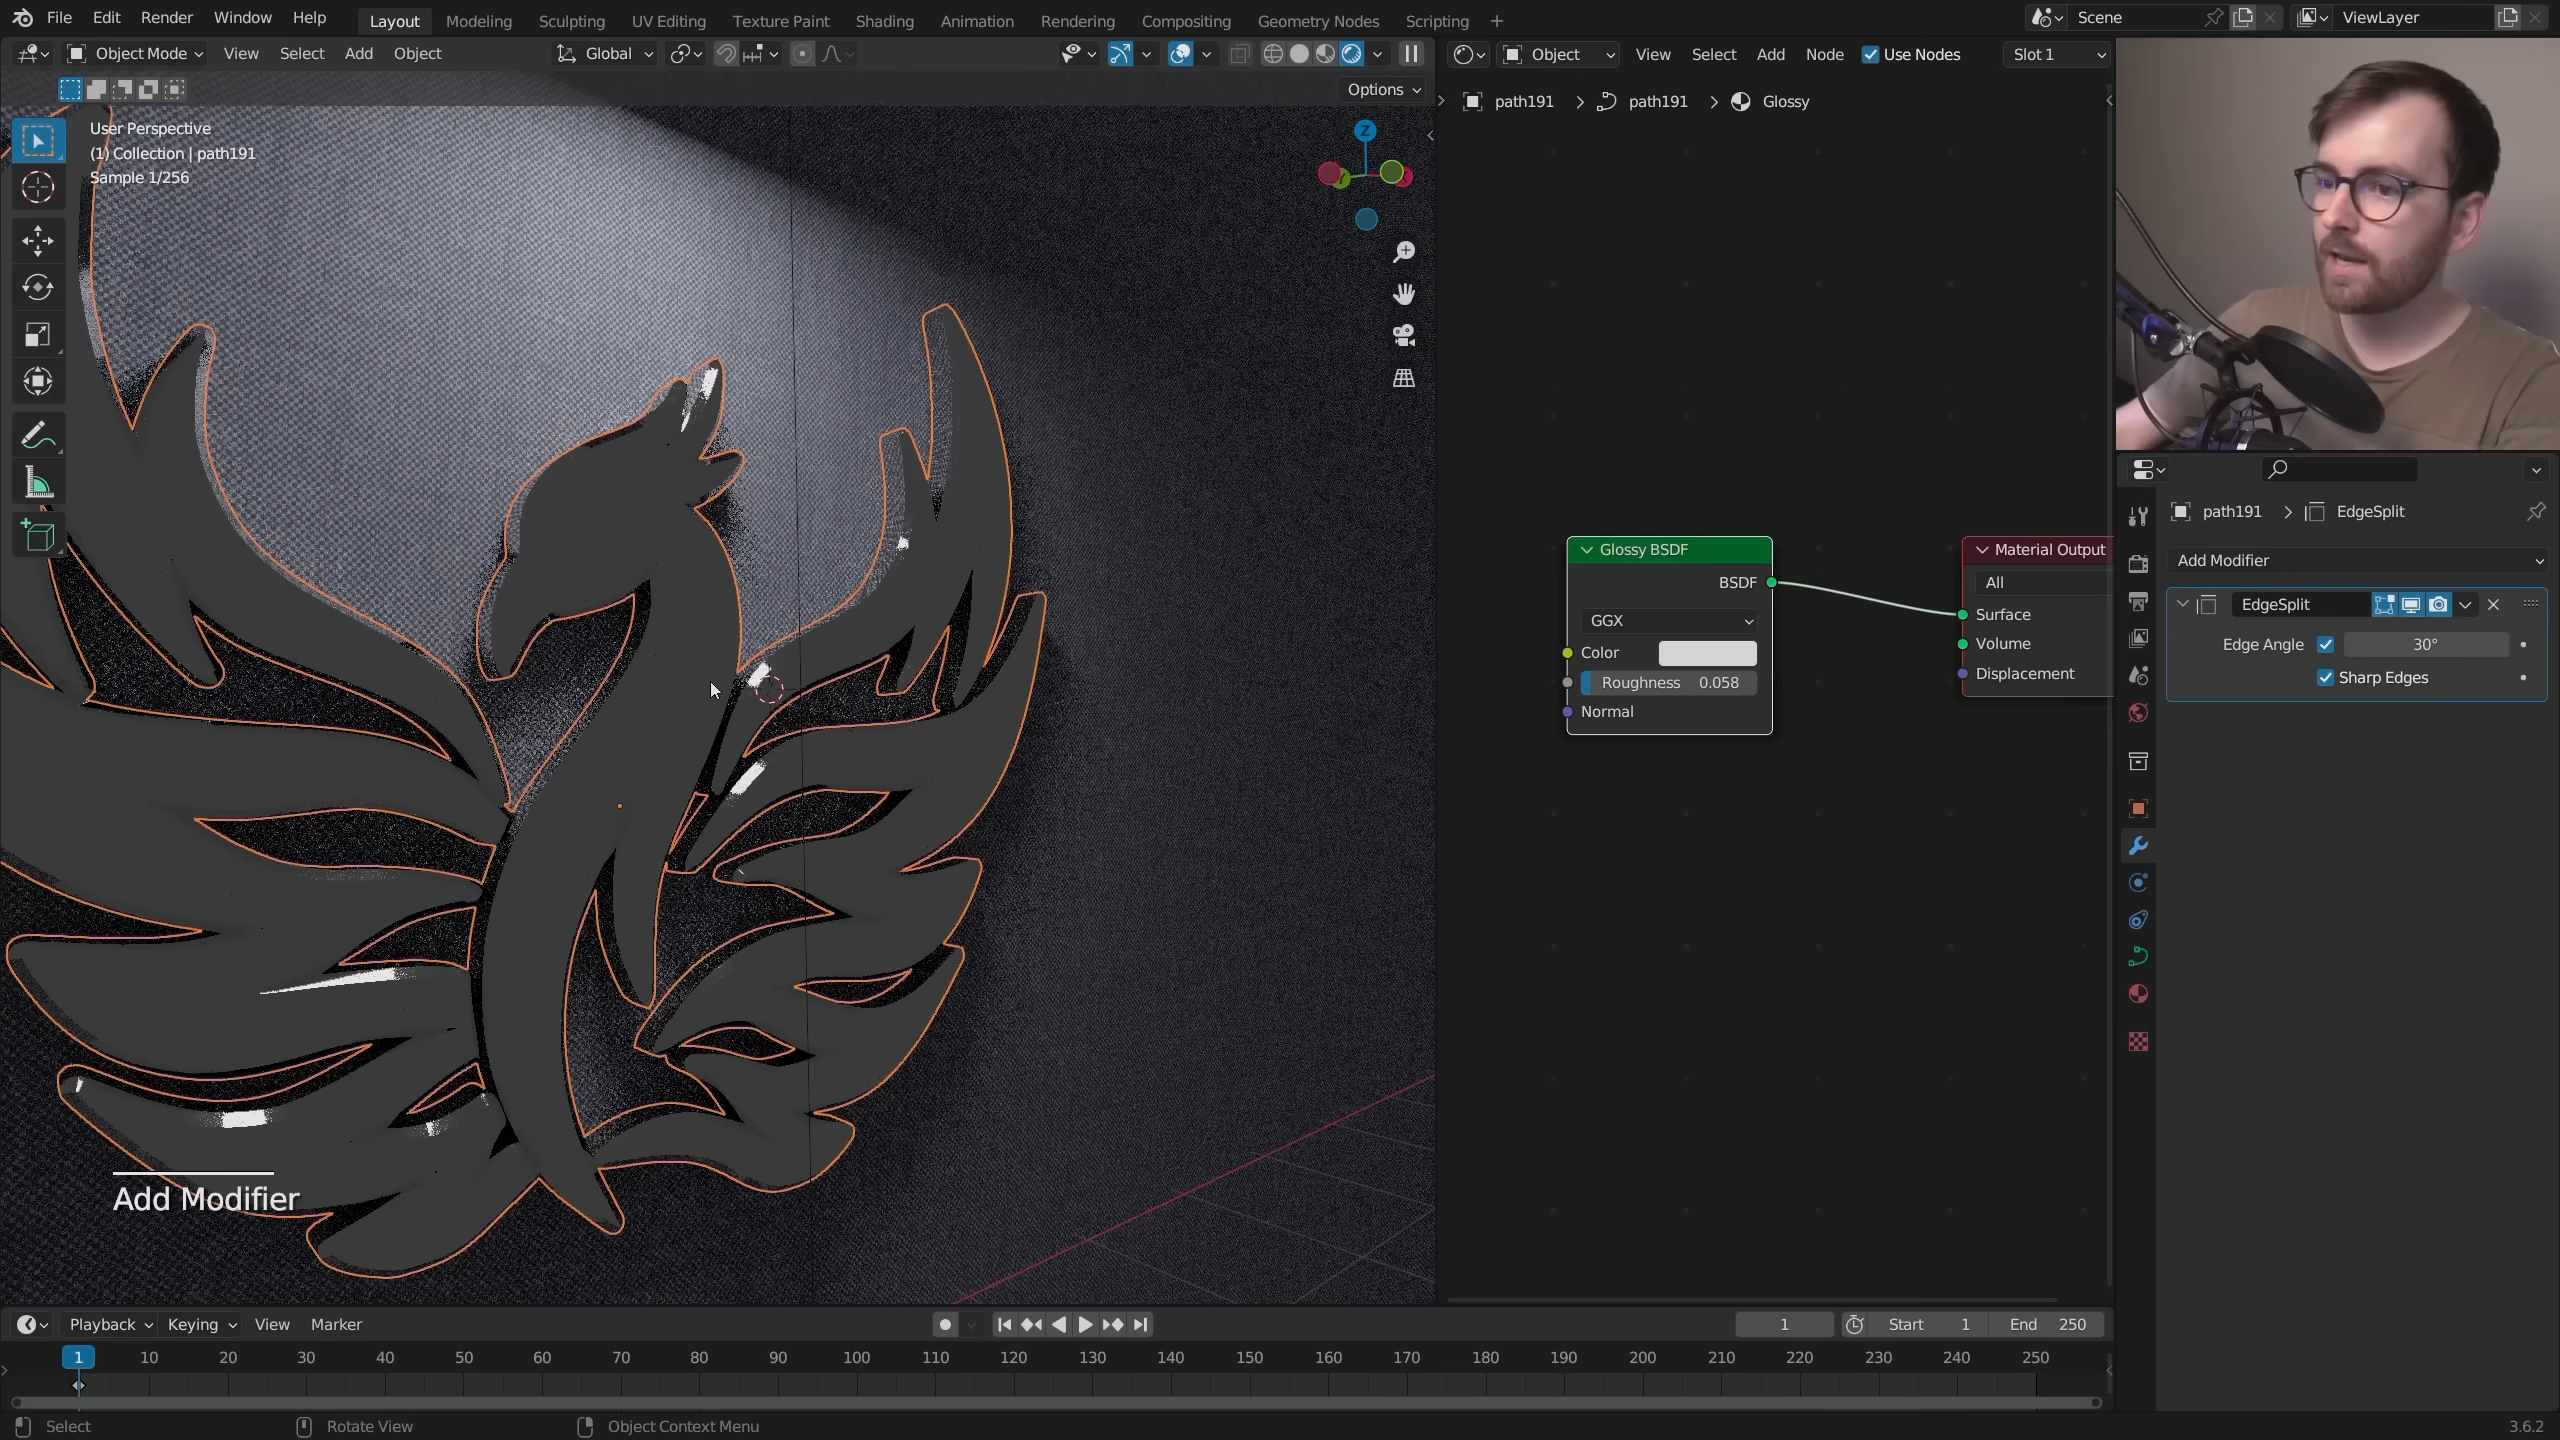 File Edit Render Window Help
Layout Modeling Sculpting UV Editing Texture Paint Shading Animation Rendering Compositing Geometry Nodes Scripting +
Scene
ViewLayer
Object Mode View Select Add Object
Global
Object View Select Add Node Use Nodes Slot 1
Options
path191 > path191 > Glossy
User Perspective
(1) Collection | path191
Sample 1/256
Z
path191 > EdgeSplit
Add Modifier
EdgeSplit
Edge Angle 30°
Sharp Edges
Glossy BSDF
BSDF
GGX
Color
Roughness 0.058
Normal
Material Output
All
Surface
Volume
Displacement
Add Modifier
Playback Keying View Marker
1
Start 1
End 250
1 10 20 30 40 50 60 70 80 90 100 110 120 130 140 150 160 170 180 190 200 210 220 230 240 250
Select
Rotate View
Object Context Menu
3.6.2